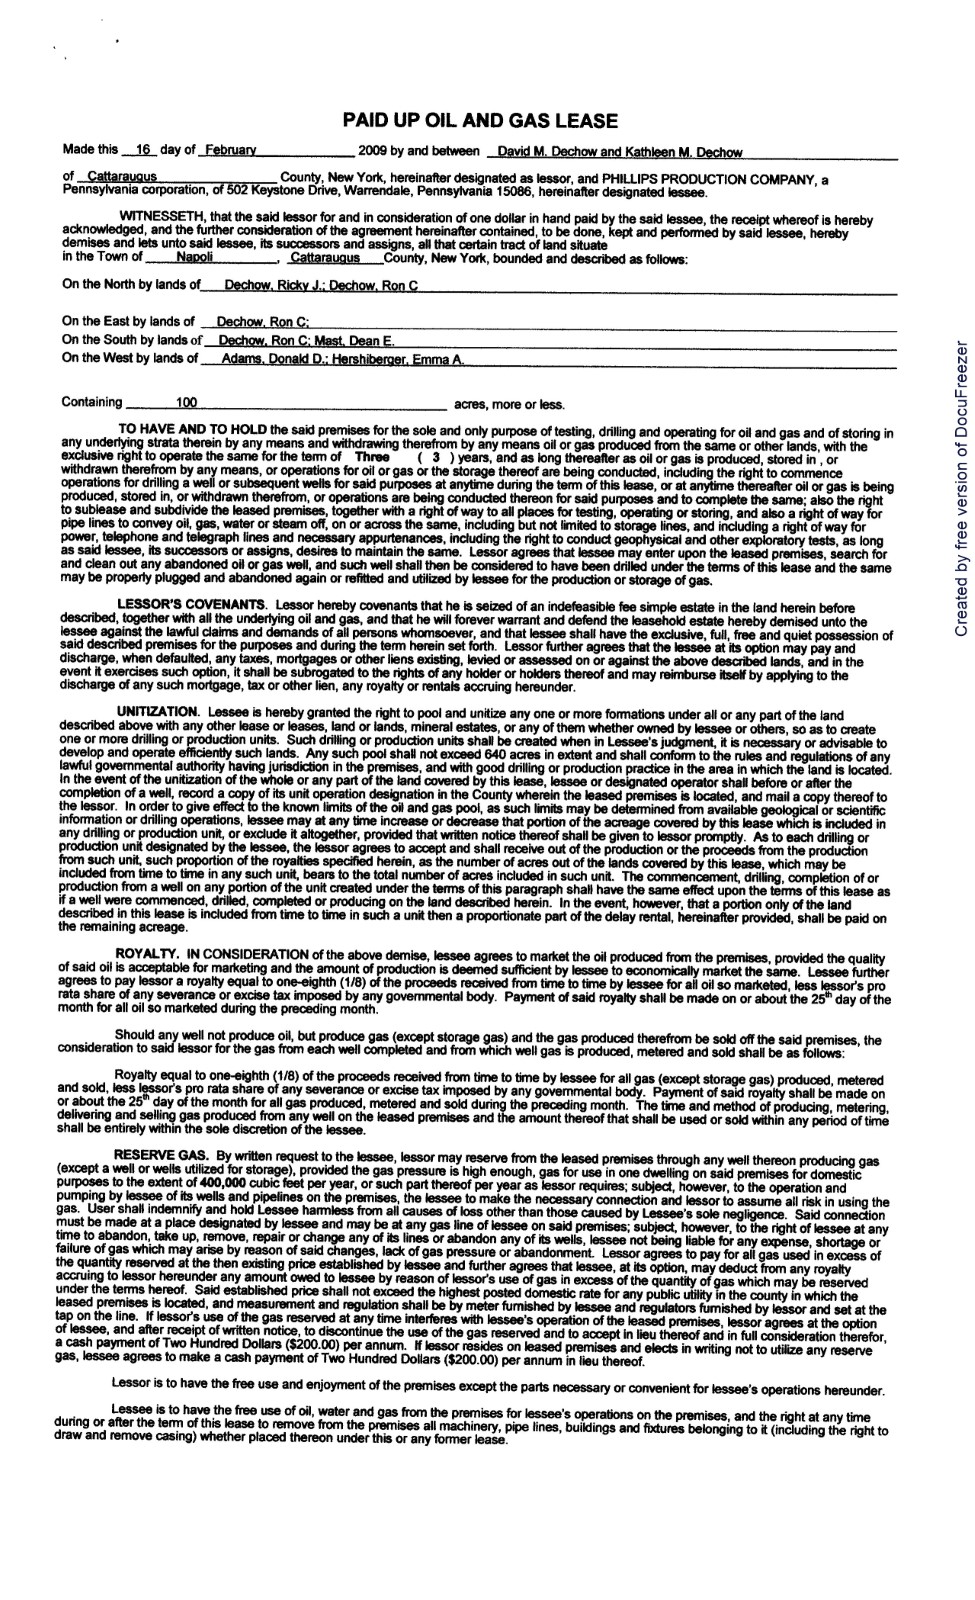 PAID UP OIL AND GAS LEASE
Made this 16 day of February 2009 by and between David M. Dechow and Kathleen M. Dechow
of Cattaraugus County, New York, hereinafter designated as lessor, and PHILLIPS PRODUCTION COMPANY, a
Pennsylvania corporation, of 502 Keystone Drive, Warrendale, Pennsylvania 15086, hereinafter designated lessee.
WITNESSETH, that the said lessor for and in consideration of one dollar in hand paid by the said lessee, the receipt whereof is hereby
acknowledged, and the further consideration of the agreement hereinafter contained, to be done, kept and performed by said lessee, hereby
demises and lets unto said lessee, its successors and assigns, all that certain tract of land situate
in the Town of Napoli , Cattaraugus County, New York, bounded and described as follows:
On the North by lands of Dechow, Ricky J.; Dechow, Ron C
On the East by lands of Dechow, Ron C;
On the South by lands of Dechow, Ron C; Mast, Dean E.
On the West by lands of Adams, Donald D.; Hershiberger, Emma A.
Containing 100 acres, more or less.
TO HAVE AND TO HOLD the said premises for the sole and only purpose of testing, drilling and operating for oil and gas and of storing in
any underlying strata therein by any means and withdrawing therefrom by any means oil or gas produced from the same or other lands, with the
exclusive right to operate the same for the term of Three ( 3 ) years, and as long thereafter as oil or gas is produced, stored in , or
withdrawn therefrom by any means, or operations for oil or gas or the storage thereof are being conducted, including the right to commence
operations for drilling a well or subsequent wells for said purposes at anytime during the term of this lease, or at anytime thereafter oil or gas is being
produced, stored in, or withdrawn therefrom, or operations are being conducted thereon for said purposes and to complete the same; also the right
to sublease and subdivide the leased premises, together with a right of way to all places for testing, operating or storing, and also a right of way for
pipe lines to convey oil, gas, water or steam off, on or across the same, including but not limited to storage lines, and including a right of way for
power, telephone and telegraph lines and necessary appurtenances, including the right to conduct geophysical and other exploratory tests, as long
as said lessee, its successors or assigns, desires to maintain the same. Lessor agrees that lessee may enter upon the leased premises, search for
and clean out any abandoned oil or gas well, and such well shall then be considered to have been drilled under the terms of this lease and the same
may be properly plugged and abandoned again or refitted and utilized by lessee for the production or storage of gas.
LESSOR'S COVENANTS. Lessor hereby covenants that he is seized of an indefeasible fee simple estate in the land herein before
described, together with all the underlying oil and gas, and that he will forever warrant and defend the leasehold estate hereby demised unto the
lessee against the lawful claims and demands of all persons whomsoever, and that lessee shall have the exclusive, full, free and quiet possession of
said described premises for the purposes and during the term herein set forth. Lessor further agrees that the lessee at its option may pay and
discharge, when defaulted, any taxes, mortgages or other liens existing, levied or assessed on or against the above described lands, and in the
event it exercises such option, it shall be subrogated to the rights of any holder or holders thereof and may reimburse itself by applying to the
discharge of any such mortgage, tax or other lien, any royalty or rentals accruing hereunder.
UNITIZATION. Lessee is hereby granted the right to pool and unitize any one or more formations under all or any part of the land
described above with any other lease or leases, land or lands, mineral estates, or any of them whether owned by lessee or others, so as to create
one or more drilling or production units. Such drilling or production units shall be created when in Lessee's judgment, it is necessary or advisable to
develop and operate efficiently such lands. Any such pool shall not exceed 640 acres in extent and shall conform to the rules and regulations of any
lawful governmental authority having jurisdiction in the premises, and with good drilling or production practice in the area in which the land is located.
In the event of the unitization of the whole or any part of the land covered by this lease, lessee or designated operator shall before or after the
completion of a well, record a copy of its unit operation designation in the County wherein the leased premises is located, and mail a copy thereof to
the lessor. In order to give effect to the known limits of the oil and gas pool, as such limits may be determined from available geological or scientific
information or drilling operations, lessee may at any time increase or decrease that portion of the acreage covered by this lease which is included in
any drilling or production unit, or exclude it altogether, provided that written notice thereof shall be given to lessor promptly. As to each drilling or
production unit designated by the lessee, the lessor agrees to accept and shall receive out of the production or the proceeds from the production
from such unit, such proportion of the royalties specified herein, as the number of acres out of the lands covered by this lease, which may be
included from time to time in any such unit, bears to the total number of acres included in such unit. The commencement, drilling, completion of or
production from a well on any portion of the unit created under the terms of this paragraph shall have the same effect upon the terms of this lease as
if a well were commenced, drilled, completed or producing on the land described herein. In the event, however, that a portion only of the land
described in this lease is included from time to time in such a unit then a proportionate part of the delay rental, hereinafter provided, shall be paid on
the remaining acreage.
ROYALTY. IN CONSIDERATION of the above demise, lessee agrees to market the oil produced from the premises, provided the quality
of said oil is acceptable for marketing and the amount of production is deemed sufficient by lessee to economically market the same. Lessee further
agrees to pay lessor a royalty equal to one-eighth (1/8) of the proceeds received from time to time by lessee for all oil so marketed, less lessor's pro
rata share of any severance or excise tax imposed by any governmental body. Payment of said royalty shall be made on or about the 25th day of the
month for all oil so marketed during the preceding month.
Should any well not produce oil, but produce gas (except storage gas) and the gas produced therefrom be sold off the said premises, the
consideration to said lessor for the gas from each well completed and from which well gas is produced, metered and sold shall be as follows:
Royalty equal to one-eighth (1/8) of the proceeds received from time to time by lessee for all gas (except storage gas) produced, metered
and sold, less lessor's pro rata share of any severance or excise tax imposed by any governmental body. Payment of said royalty shall be made on
or about the 25th day of the month for all gas produced, metered and sold during the preceding month. The time and method of producing, metering,
delivering and selling gas produced from any well on the leased premises and the amount thereof that shall be used or sold within any period of time
shall be entirely within the sole discretion of the lessee.
RESERVE GAS. By written request to the lessee, lessor may reserve from the leased premises through any well thereon producing gas
(except a well or wells utilized for storage), provided the gas pressure is high enough, gas for use in one dwelling on said premises for domestic
purposes to the extent of 400,000 cubic feet per year, or such part thereof per year as lessor requires; subject, however, to the operation and
pumping by lessee of its wells and pipelines on the premises, the lessee to make the necessary connection and lessor to assume all risk in using the
gas. User shall indemnify and hold Lessee harmless from all causes of loss other than those caused by Lessee's sole negligence. Said connection
must be made at a place designated by lessee and may be at any gas line of lessee on said premises; subject, however, to the right of lessee at any
time to abandon, take up, remove, repair or change any of its lines or abandon any of its wells, lessee not being liable for any expense, shortage or
failure of gas which may arise by reason of said changes, lack of gas pressure or abandonment. Lessor agrees to pay for all gas used in excess of
the quantity reserved at the then existing price established by lessee and further agrees that lessee, at its option, may deduct from any royalty
accruing to lessor hereunder any amount owed to lessee by reason of lessor's use of gas in excess of the quantity of gas which may be reserved
under the terms hereof. Said established price shall not exceed the highest posted domestic rate for any public utility in the county in which the
leased premises is located, and measurement and regulation shall be by meter furnished by lessee and regulators furnished by lessor and set at the
tap on the line. If lessor's use of the gas reserved at any time interferes with lessee's operation of the leased premises, lessor agrees at the option
of lessee, and after receipt of written notice, to discontinue the use of the gas reserved and to accept in lieu thereof and in full consideration therefor,
a cash payment of Two Hundred Dollars ($200.00) per annum. If lessor resides on leased premises and elects in writing not to utilize any reserve
gas, lessee agrees to make a cash payment of Two Hundred Dollars ($200.00) per annum in lieu thereof.
Lessor is to have the free use and enjoyment of the premises except the parts necessary or convenient for lessee's operations hereunder.
Lessee is to have the free use of oil, water and gas from the premises for lessee's operations on the premises, and the right at any time
during or after the term of this lease to remove from the premises all machinery, pipe lines, buildings and fixtures belonging to it (including the right to
draw and remove casing) whether placed thereon under this or any former lease.
Created by free version of DocuFreezer